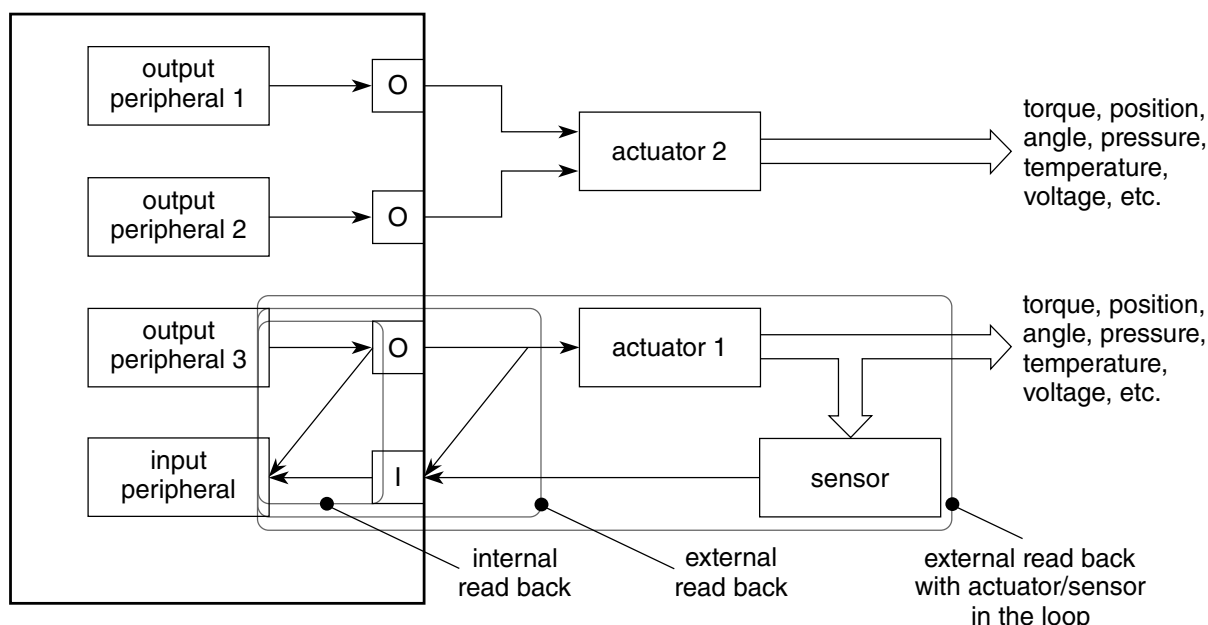 output
peripheral 1
O
actuator 2
torque, position,
angle, pressure,
temperature,
voltage, etc.
output
peripheral 2
O
output
peripheral 3
O
actuator 1
torque, position,
angle, pressure,
temperature,
voltage, etc.
input
peripheral
I
sensor
internal
read back
external
read back
external read back
with actuator/sensor
in the loop